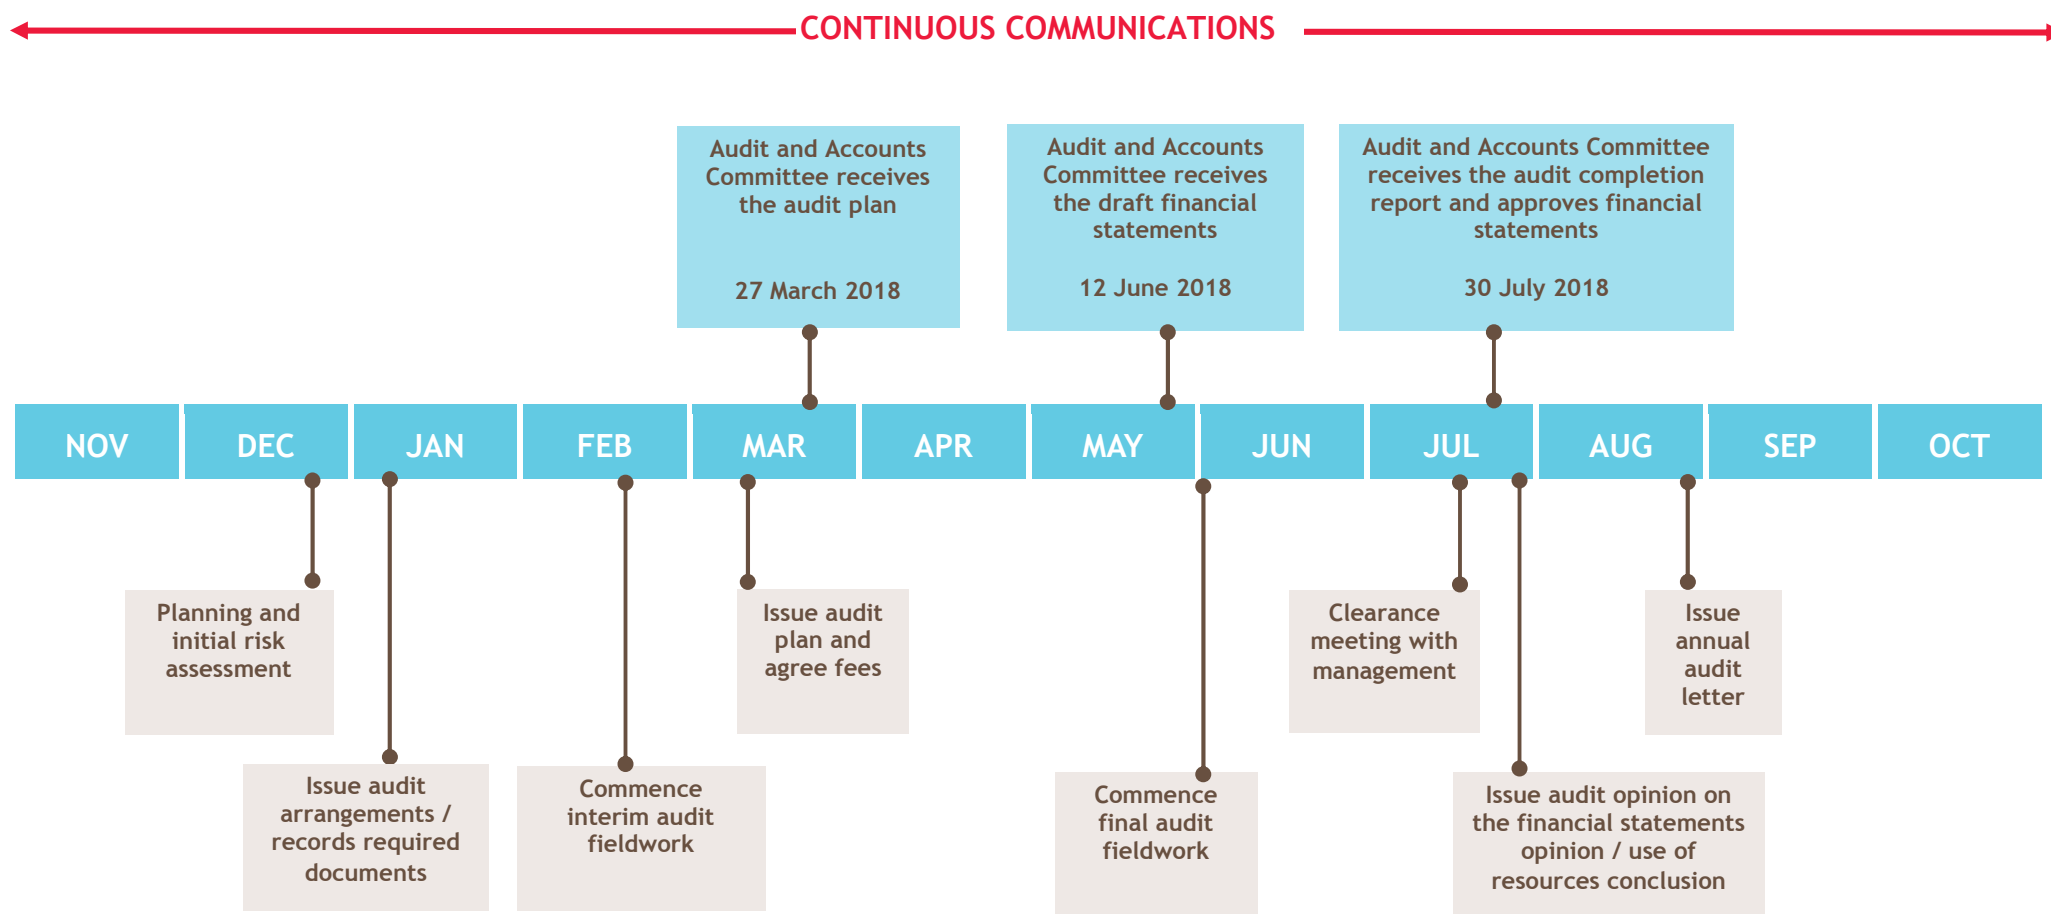 CONTINUOUS COMMUNICATIONS
Audit and Accounts
Committee receives
the audit plan
27 March 2018
Audit and Accounts
Committee receives
the draft financial
statements
12 June 2018
Audit and Accounts Committee
receives the audit completion
report and approves financial
statements
30 July 2018
NOV
DEC
JAN
FEB
MAR
APR
MAY
JUN
JUL
AUG
SEP
OCT
Planning and
initial risk
assessment
Issue audit
plan and
agree fees
Clearance
meeting with
management
Issue
annual
audit
letter
Issue audit
arrangements /
records required
documents
Commence
interim audit
fieldwork
Commence
final audit
fieldwork
Issue audit opinion on
the financial statements
opinion / use of
resources conclusion